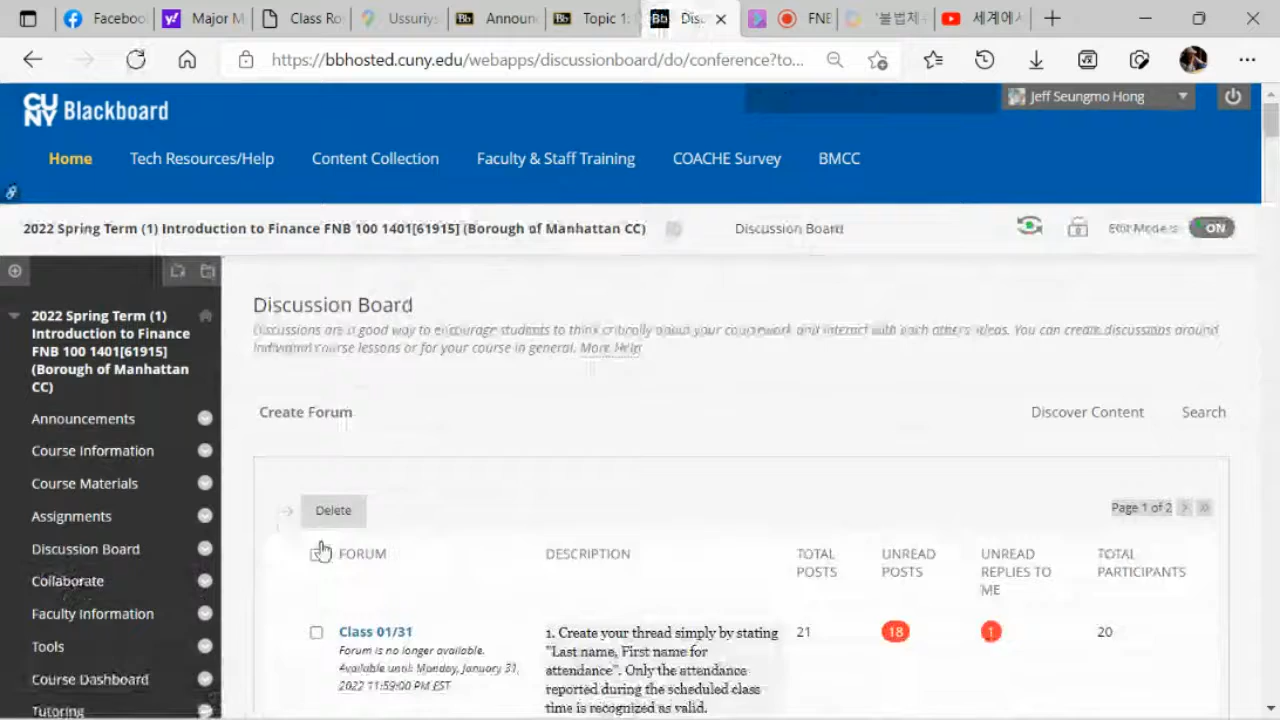 Faceboo
Major M
Class Ro
Ussuriy
Bb Announ
Bb Topic 1:
Bb Disc
FNE
세계에서
https://bbhosted.cuny.edu/webapps/discussionboard/do/conference?to...
CU
NY Blackboard
Jeff Seungmo Hong
Home Tech Resources/Help Content Collection Faculty & Staff Training COACHE Survey BMCC
2022 Spring Term (1) Introduction to Finance FNB 100 1401[61915] (Borough of Manhattan CC) Discussion Board Edit Mode is: ON
2022 Spring Term (1)
Introduction to Finance
FNB 100 1401[61915]
(Borough of Manhattan
CC)
Announcements
Course Information
Course Materials
Assignments
Discussion Board
Collaborate
Faculty Information
Tools
Course Dashboard
Tutoring
Discussion Board
Discussions are a good way to encourage students to think critically about your coursework and interact with each others' ideas. You can create discussions around
individual course lessons or for your course in general. More Help
Create Forum Discover Content Search
Delete Page 1 of 2
FORUM DESCRIPTION TOTAL POSTS UNREAD POSTS UNREAD REPLIES TO ME TOTAL PARTICIPANTS
Class 01/31
Forum is no longer available.
Available until: Monday, January 31,
2022 11:59:00 PM EST
1. Create your thread simply by stating
"Last name, First name for
attendance". Only the attendance
reported during the scheduled class
time is recognized as valid.
21 18 1 20